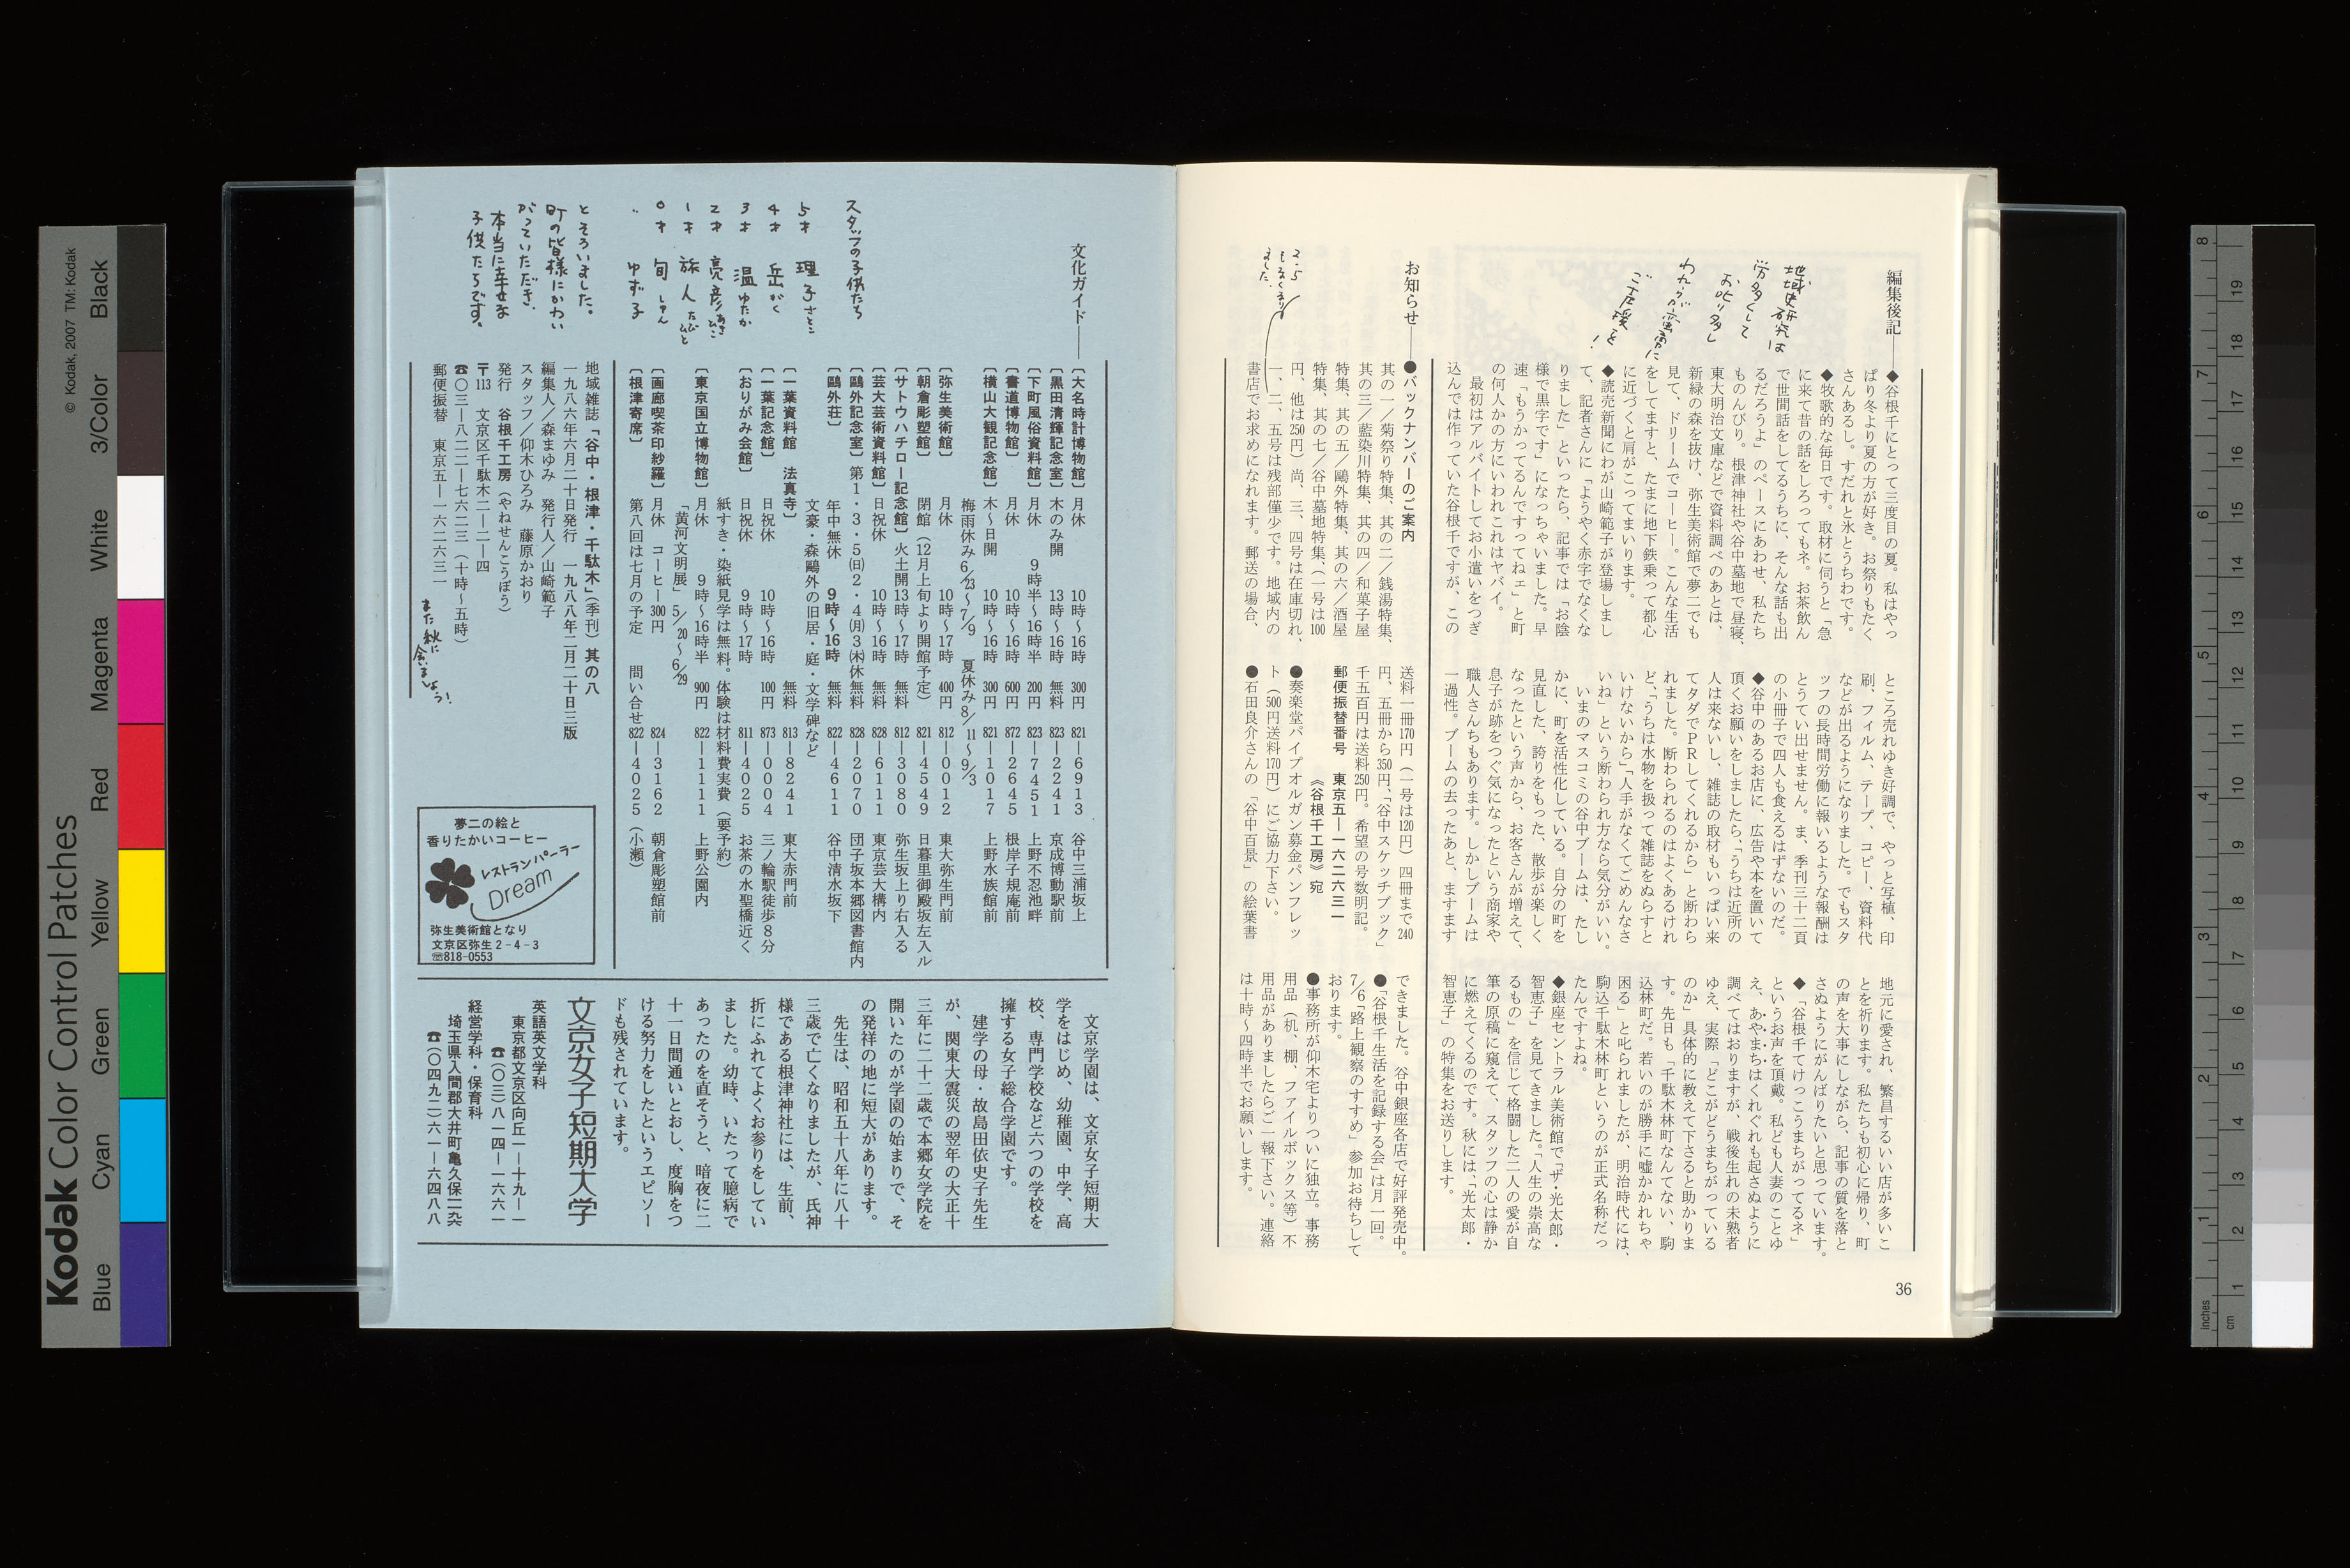 編集後記――
地域史研究は
労多くして
お叱り多し
われらが蛮勇に
ご声援を!
◆谷根千にとって三度目の夏。私はやっ
ぱり冬より夏の方が好き。お祭りもたく
さんあるし。すだれと氷とうちわです。
◆牧歌的な毎日です。取材に伺うと「急
に来て昔の話をしろってもネ。お茶飲ん
で世間話をしてるうちに、そんな話も出
るだろうよ」のペースにあわせ、私たち
ものんびり。根津神社や谷中墓地で昼寝、
東大明治文庫などで資料調べのあとは、
新緑の森を抜け、弥生美術館で夢二でも
見て、ドリームでコーヒー。こんな生活
をしてますと、たまに地下鉄乗って都心
に近づくと肩がこってまいります。
◆読売新聞にわが山崎範子が登場しまし
て、記者さんに「ようやく赤字でなくな
りました」といったら、記事では「お陰
様で黒字です」になっちゃいました。早
速「もうかってるんですってねェ」と町
の何人かの方にいわれこれはヤバイ。
最初はアルバイトしてお小遣いをつぎ
込んでは作っていた谷根千ですが、この
ところ売れゆき好調で、やっと写植、印
刷、フィルム、テープ、コピー、資料代
などが出るようになりました。でもスタ
ッフの長時間労働に報いるような報酬は
とうてい出せません。ま、季刊三十二頁
の小冊子で四人も食えるはずないのだ。
◆谷中のあるお店に、広告や本を置いて
頂くお願いをしましたら、「うちは近所の
人は来ないし、雑誌の取材もいっぱい来
てタダでPRしてくれるから」と断わら
れました。断わられるのはよくあるけれ
ど、「うちは水物を扱って雑誌をぬらすと
いけないから」「人手がなくてごめんなさ
いね」という断わられ方なら気分がいい。
いまのマスコミの谷中ブームは、たし
かに、町を活性化している。自分の町を
見直した、誇りをもった、散歩が楽しく
なったという声から、お客さんが増えて、
息子が跡をつぐ気になったという商家や
職人さんちもあります。しかしブームは
一過性。ブームの去ったあと、ますます
地元に愛され、繁昌するいい店が多いこ
とを祈ります。私たちも初心に帰り、町
の声を大事にしながら、記事の質を落と
さぬようにがんばりたいと思っています。
◆「谷根千てけっこうまちがってるネ」
というお声を頂戴。私ども人妻のことゆ
え、あやまちはくれぐれも起さぬように
調べてはおりますが、戦後生れの未熟者
ゆえ、実際「どこがどうまちがっている
のか」具体的に教えて下さると助かりま
す。先日も「千駄木林町なんてない、駒
込林町だ。若いのが勝手に嘘かかれちゃ
困る」と叱られましたが、明治時代には、
駒込千駄木林町というのが正式名称だっ
たんですよね。
◆銀座セントラル美術館で「ザ・光太郎・
智恵子」を見てきました。「人生の崇高な
るもの」を信じて格闘した二人の愛が自
筆の原稿に窺えて、スタッフの心は静か
に燃えてくるのです。秋には、「光太郎・
智恵子」の特集をお送りします。
お知らせ――
●バックナンバーのご案内
其の一/菊祭り特集、其の二/銭湯特集、
其の三/藍染川特集、其の四/和菓子屋
特集、其の五/鷗外特集、其の六/酒屋
特集、其の七/谷中墓地特集(一号は100
円、他は250円)尚、三、四号は在庫切れ、
一、二、五号は残部僅少です。地域内の
書店でお求めになれます。郵送の場合、
送料一冊170円(一号は120円)四冊まで240
円、五冊から350円、「谷中スケッチブック」
千五百円は送料250円。希望の号数明記。
郵便振替番号 東京五―一六二六三一
《谷根千工房》宛
●奏楽堂パイプオルガン募金パンフレッ
ト(500円送料170円)にご協力下さい。
●石田良介さんの「谷中百景」の絵葉書
できました。谷中銀座各店で好評発売中。
●「谷根千生活を記録する会」は月一回。
7/6「路上観察のすすめ」参加お待ちして
おります。
●事務所が仰木宅よりついに独立。事務
用品(机、棚、ファイルボックス等)不
用品がありましたらご一報下さい。連絡
は十時~四時半でお願いします。
36
文化ガイド――
〔大名時計博物館〕 月休 10時~16時 300円 821―6913 谷中三浦坂上
〔黒田清輝記念室〕 木のみ開 13時~16時 無料 823―2241 京成博動駅前
〔下町風俗資料館〕 月休 9時半~16時半 200円 823―7451 上野不忍池畔
〔書道博物館〕 月休 10時~16時 600円 872―2645 根岸子規庵前
〔横山大観記念館〕 木~日開 10時~16時 300円 821―1017 上野水族館前
梅雨休み6/23~7/9 夏休み8/11~9/3
〔弥生美術館〕 月休 10時~17時 400円 812―0012 東大弥生門前
〔朝倉彫塑館〕 閉館(12月上旬より開館予定) 821―4549 日暮里御殿坂左入ル
〔サトウハチロー記念館〕火土開13時~17時 無料 812―3080 弥生坂上り右入る
〔芸大芸術資料館〕 日祝休 10時~16時 無料 828―6111 東京芸大構内
〔鷗外記念室〕第1・3・5(日)2・4(月)3(木)休無料 828―2070 団子坂本郷図書館内
〔鷗外荘〕 年中無休 9時~16時 無料 822―4611 谷中清水坂下
文豪・森鷗外の旧居・庭・文学碑など
〔一葉資料館 法真寺〕 無料 813―8241 東大赤門前
〔一葉記念館〕 日祝休 10時~16時 100円 873―0004 三ノ輪駅徒歩8分
〔おりがみ会館〕 日祝休 9時~17時 811―4025 お茶の水聖橋近く
紙すき・染紙見学は無料。体験は材料費実費(要予約)
〔東京国立博物館〕 月休 9時~16時半 900円 822―1111 上野公園内
「黄河文明展」5/20~6/29
〔画廊喫茶印紗羅〕 月休 コーヒー300円 824―3162 朝倉彫塑館前
〔根津寄席〕 第八回は七月の予定 問い合せ822―4025(小瀬)
スタッフの子供たち
5才 理子さとこ
4才 岳がく
3才 温ゆたか
2才 亮彦あきひこ
1才 旅人たびと
0才 旬しゅん
〃 ゆず子
とそろいました。
町の皆様にかわい
がっていただき、
本当に幸せな
子供たちです。
地域雑誌「谷中・根津・千駄木」(季刊)其の八
一九八六年六月二十日発行 一九八八年二月二十日三版
編集人/森まゆみ 発行人/山崎範子
スタッフ/仰木ひろみ 藤原かおり
発行 谷根千工房(やねせんこうぼう)
〒113 文京区千駄木二―二―四
☎〇三―八二二―七六二三(十時~五時)
郵便振替 東京五―一六二六三一
また秋に
会いましょう!
夢二の絵と
香りたかいコーヒー
レストランパーラー
Dream
弥生美術館となり
文京区弥生2-4-3
☏818-0553
文京学園は、文京女子短期大
学をはじめ、幼稚園、中学、高
校、専門学校など六つの学校を
擁する女子総合学園です。
建学の母・故島田依史子先生
が、関東大震災の翌年の大正十
三年に二十二歳で本郷女学院を
開いたのが学園の始まりで、そ
の発祥の地に短大があります。
先生は、昭和五十八年に八十
三歳で亡くなりましたが、氏神
様である根津神社には、生前、
折にふれてよくお参りをしてい
ました。幼時、いたって臆病で
あったのを直そうと、暗夜に二
十一日間通いとおし、度胸をつ
ける努力をしたというエピソー
ドも残されています。
文京女子短期大学
英語英文学科
東京都文京区向丘一―十九―一
☎(〇三)八一四―一六六一
経営学科・保育科
埼玉県入間郡大井町亀久保一一九六
☎(〇四九二)六一―六四八八
Kodak Color Control Patches
© Kodak, 2007 TM: Kodak
Blue Cyan Green Yellow Red Magenta White 3/Color Black
Inches 1 2 3 4 5 6 7 8
cm 1 2 3 4 5 6 7 8 9 10 11 12 13 14 15 16 17 18 19